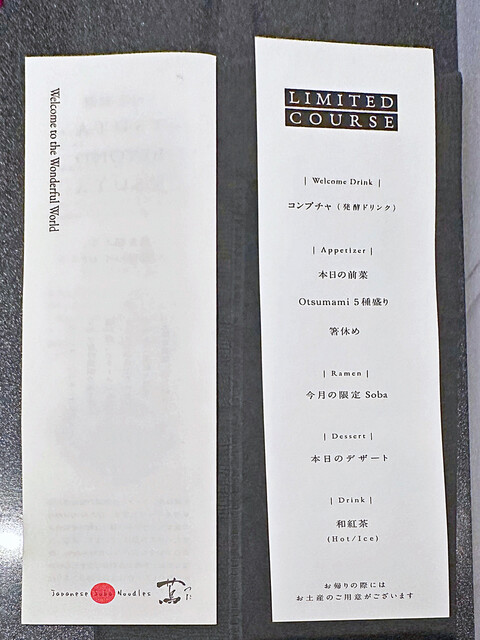 Welcome to the Wonderful World
Japanese Soba Noodles 蔦
つた
LIMITED
COURSE
| Welcome Drink |
コンブチャ (発酵ドリンク)
| Appetizer |
本日の前菜
Otsumami 5種盛り
箸休め
| Ramen |
今月の限定 Soba
| Dessert |
本日のデザート
| Drink |
和紅茶
(Hot/Ice)
お帰りの際には
お土産のご用意がございます